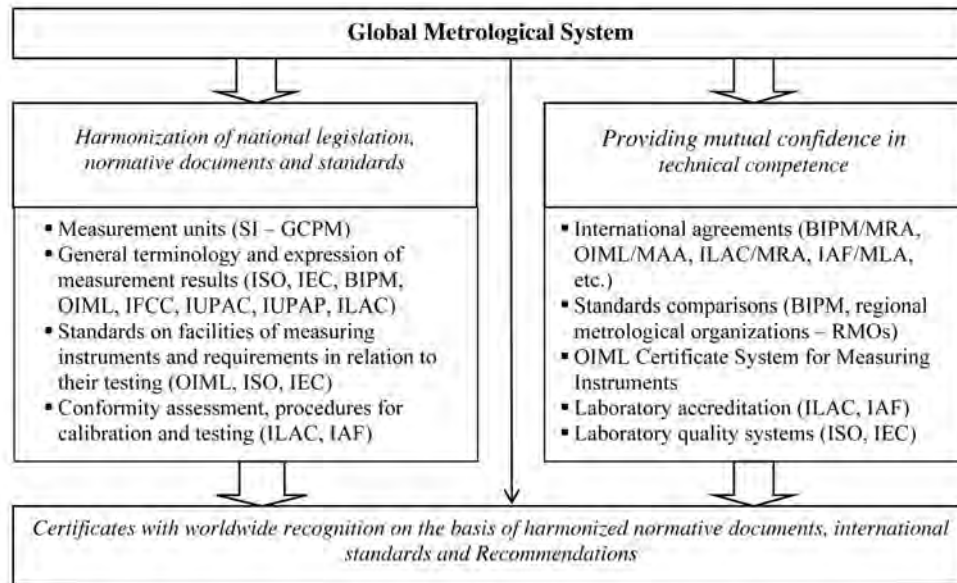 Global Metrological System
Harmonization of national legislation,
normative documents and standards
▪ Measurement units (SI – GCPM)
▪ General terminology and expression of
measurement results (ISO, IEC, BIPM,
OIML, IFCC, IUPAC, IUPAP, ILAC)
▪ Standards on facilities of measuring
instruments and requirements in relation to
their testing (OIML, ISO, IEC)
▪ Conformity assessment, procedures for
calibration and testing (ILAC, IAF)
Providing mutual confidence in
technical competence
▪ International agreements (BIPM/MRA,
OIML/MAA, ILAC/MRA, IAF/MLA,
etc.)
▪ Standards comparisons (BIPM, regional
metrological organizations – RMOs)
▪ OIML Certificate System for Measuring
Instruments
▪ Laboratory accreditation (ILAC, IAF)
▪ Laboratory quality systems (ISO, IEC)
Certificates with worldwide recognition on the basis of harmonized normative documents, international
standards and Recommendations